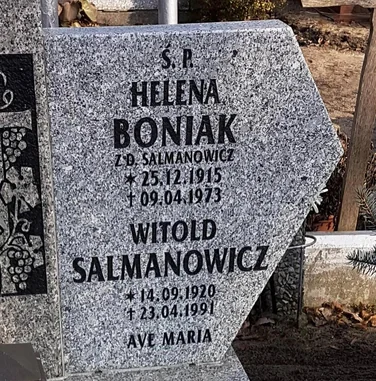 Ś. P.
HELENA
BONIAK
Z D. SALMANOWICZ
* 25.12.1915
† 09.04.1973
WITOLD
SALMANOWICZ
* 14.09.1920
† 23.04.1991
AVE MARIA